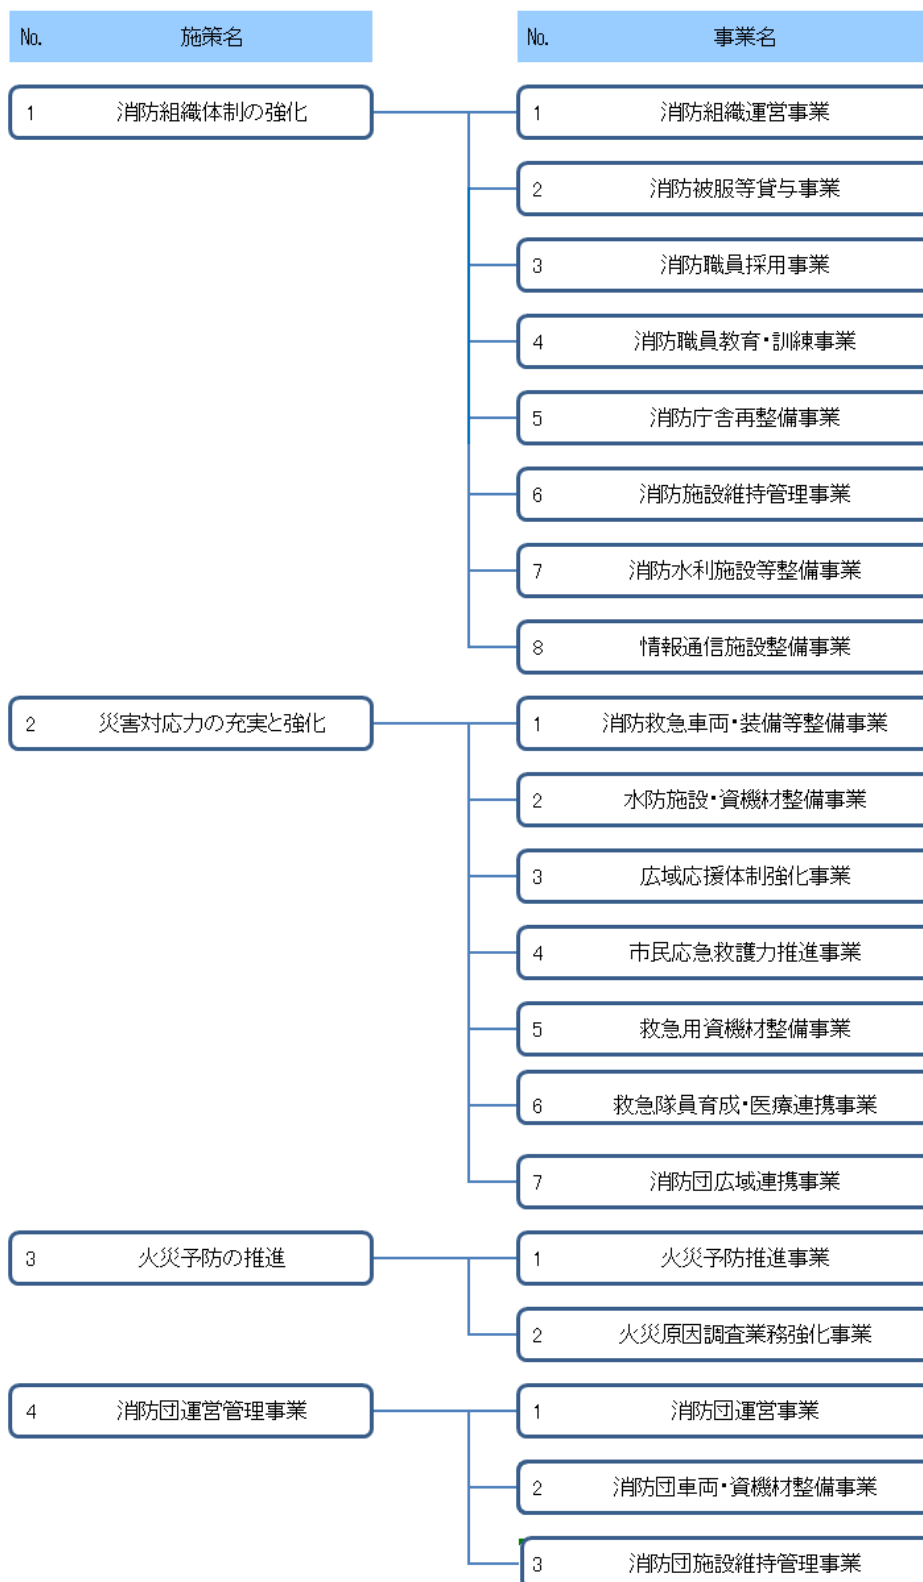 No. 施策名 No. 事業名
1 消防組織体制の強化 1 消防組織運営事業
2 消防被服等貸与事業
3 消防職員採用事業
4 消防職員教育・訓練事業
5 消防庁舎再整備事業
6 消防施設維持管理事業
7 消防水利施設等整備事業
8 情報通信施設整備事業
2 災害対応力の充実と強化 1 消防救急車両・装備等整備事業
2 水防施設・資機材整備事業
3 広域応援体制強化事業
4 市民応急救護力推進事業
5 救急用資機材整備事業
6 救急隊員育成・医療連携事業
7 消防団広域連携事業
3 火災予防の推進 1 火災予防推進事業
2 火災原因調査業務強化事業
4 消防団運営管理事業 1 消防団運営事業
2 消防団車両・資機材整備事業
3 消防団施設維持管理事業